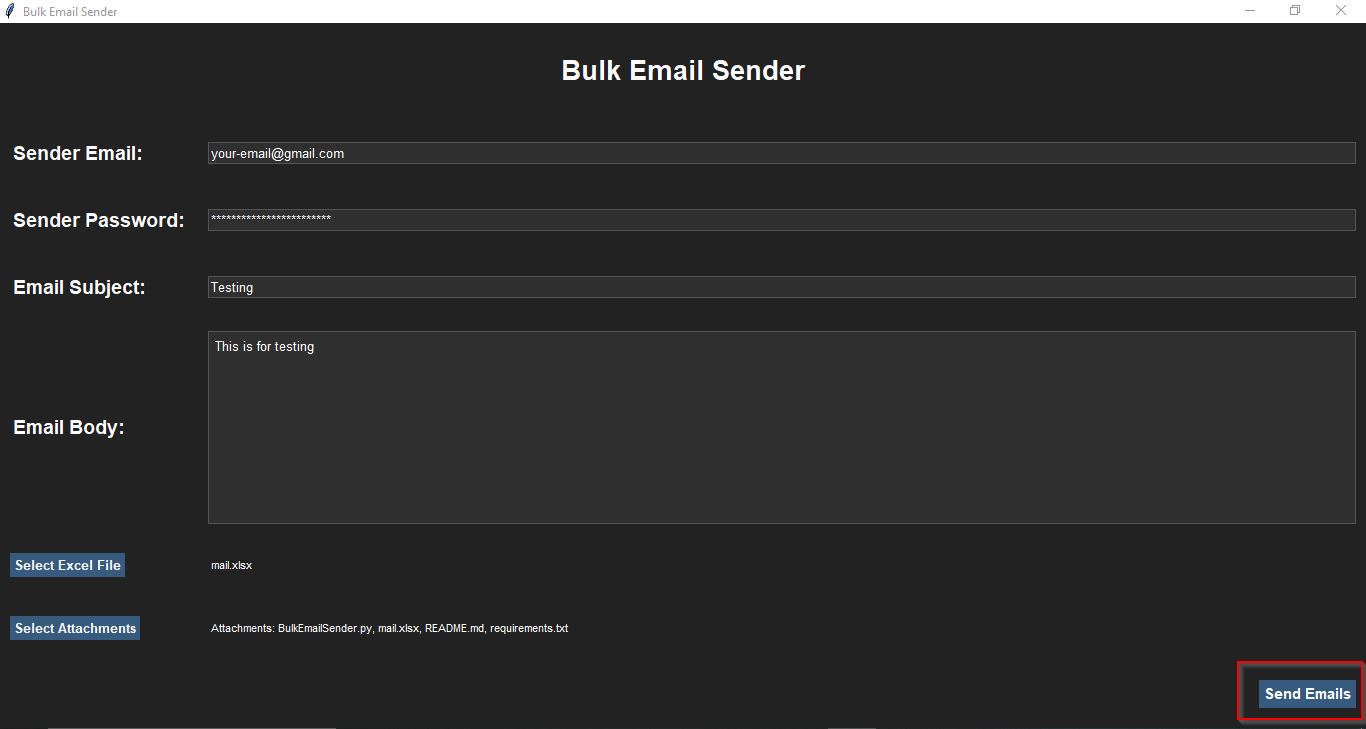 Bulk Email Sender
Bulk Email Sender
Sender Email: your-email@gmail.com
Sender Password: ************************
Email Subject: Testing
This is for testing
Email Body:
Select Excel File mail.xlsx
Select Attachments Attachments: BulkEmailSender.py, mail.xlsx, README.md, requirements.txt
Send Emails